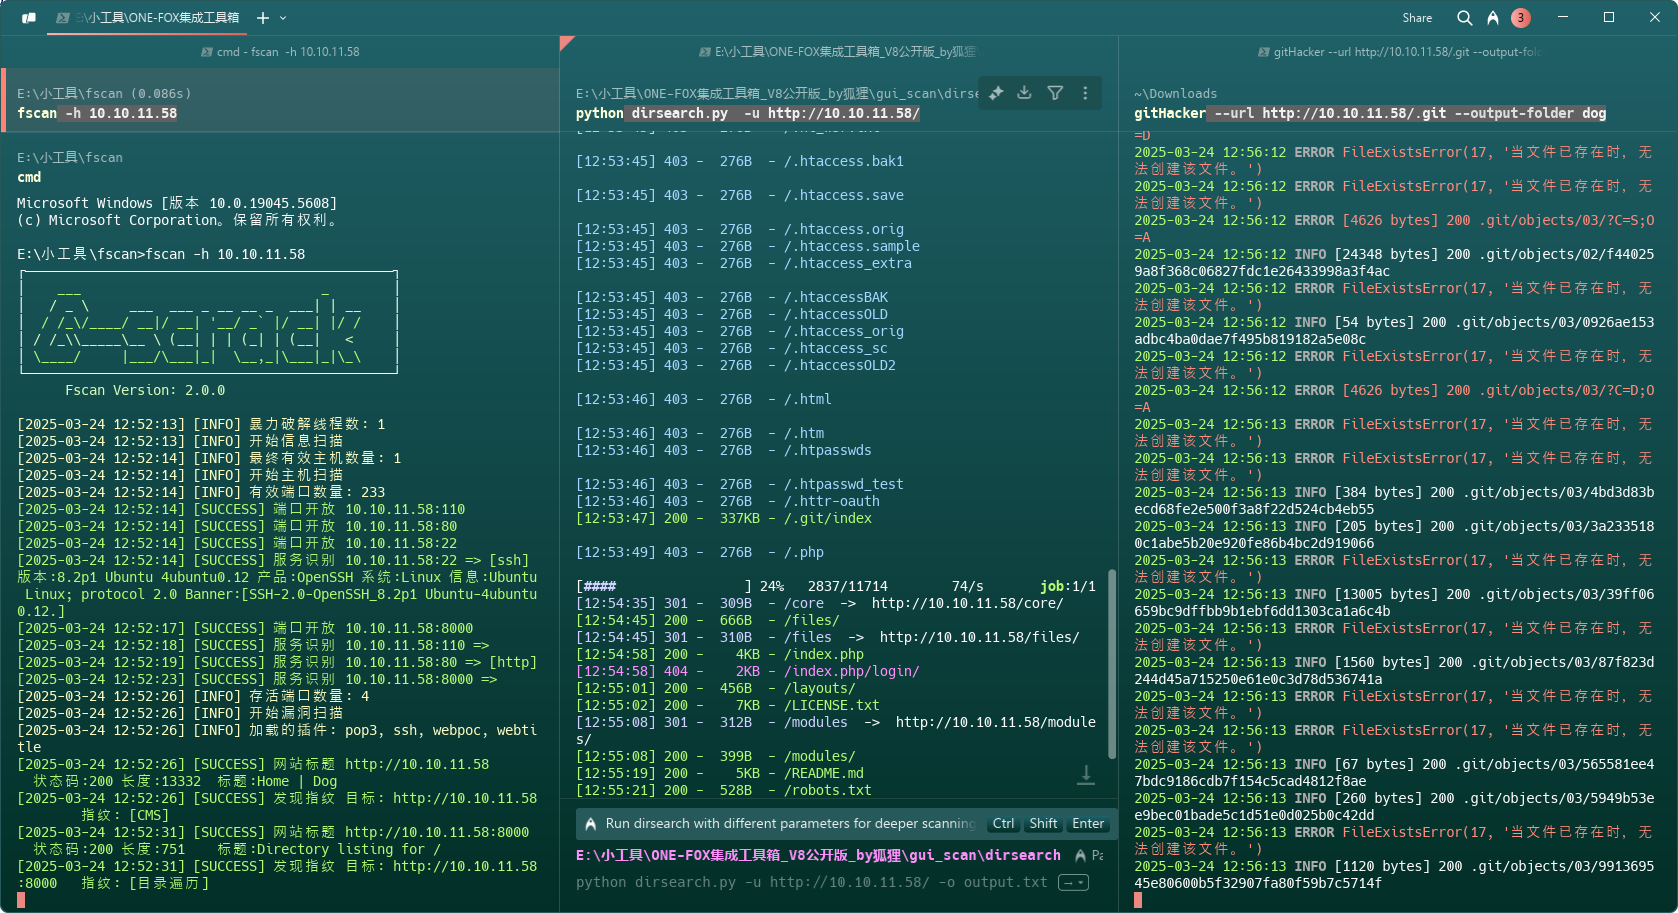 E:\小工具\ONE-FOX集成工具箱
Share
3
cmd - fscan  -h 10.10.11.58
E:\小工具\fscan (0.086s)
fscan -h 10.10.11.58
E:\小工具\fscan
cmd
Microsoft Windows [版本 10.0.19045.5608]
(c) Microsoft Corporation。保留所有权利。
E:\小工具\fscan>fscan -h 10.10.11.58
Fscan Version: 2.0.0
[2025-03-24 12:52:13] [INFO] 暴力破解线程数: 1
[2025-03-24 12:52:13] [INFO] 开始信息扫描
[2025-03-24 12:52:14] [INFO] 最终有效主机数量: 1
[2025-03-24 12:52:14] [INFO] 开始主机扫描
[2025-03-24 12:52:14] [INFO] 有效端口数量: 233
[2025-03-24 12:52:14] [SUCCESS] 端口开放 10.10.11.58:110
[2025-03-24 12:52:14] [SUCCESS] 端口开放 10.10.11.58:80
[2025-03-24 12:52:14] [SUCCESS] 端口开放 10.10.11.58:22
[2025-03-24 12:52:14] [SUCCESS] 服务识别 10.10.11.58:22 => [ssh]
版本:8.2p1 Ubuntu 4ubuntu0.12 产品:OpenSSH 系统:Linux 信息:Ubuntu
Linux; protocol 2.0 Banner:[SSH-2.0-OpenSSH_8.2p1 Ubuntu-4ubuntu
0.12.]
[2025-03-24 12:52:17] [SUCCESS] 端口开放 10.10.11.58:8000
[2025-03-24 12:52:18] [SUCCESS] 服务识别 10.10.11.58:110 =>
[2025-03-24 12:52:19] [SUCCESS] 服务识别 10.10.11.58:80 => [http]
[2025-03-24 12:52:23] [SUCCESS] 服务识别 10.10.11.58:8000 =>
[2025-03-24 12:52:26] [INFO] 存活端口数量: 4
[2025-03-24 12:52:26] [INFO] 开始漏洞扫描
[2025-03-24 12:52:26] [INFO] 加载的插件: pop3, ssh, webpoc, webti
tle
[2025-03-24 12:52:26] [SUCCESS] 网站标题 http://10.10.11.58
状态码:200 长度:13332  标题:Home | Dog
[2025-03-24 12:52:26] [SUCCESS] 发现指纹 目标: http://10.10.11.58
指纹: [CMS]
[2025-03-24 12:52:31] [SUCCESS] 网站标题 http://10.10.11.58:8000
状态码:200 长度:751    标题:Directory listing for /
[2025-03-24 12:52:31] [SUCCESS] 发现指纹 目标: http://10.10.11.58
:8000   指纹: [目录遍历]
E:\小工具\ONE-FOX集成工具箱_V8公开版_by狐狸
E:\小工具\ONE-FOX集成工具箱_V8公开版_by狐狸\gui_scan\dirse
python dirsearch.py  -u http://10.10.11.58/
[12:53:45] 403 -  276B  - /.htaccess.bak1
[12:53:45] 403 -  276B  - /.htaccess.save
[12:53:45] 403 -  276B  - /.htaccess.orig
[12:53:45] 403 -  276B  - /.htaccess.sample
[12:53:45] 403 -  276B  - /.htaccess_extra
[12:53:45] 403 -  276B  - /.htaccessBAK
[12:53:45] 403 -  276B  - /.htaccessOLD
[12:53:45] 403 -  276B  - /.htaccess_orig
[12:53:45] 403 -  276B  - /.htaccess_sc
[12:53:45] 403 -  276B  - /.htaccessOLD2
[12:53:46] 403 -  276B  - /.html
[12:53:46] 403 -  276B  - /.htm
[12:53:46] 403 -  276B  - /.htpasswds
[12:53:46] 403 -  276B  - /.htpasswd_test
[12:53:46] 403 -  276B  - /.httr-oauth
[12:53:47] 200 -  337KB - /.git/index
[12:53:49] 403 -  276B  - /.php
[####                ] 24%   2837/11714        74/s       job:1/1
[12:54:35] 301 -  309B  - /core  ->  http://10.10.11.58/core/
[12:54:45] 200 -  666B  - /files/
[12:54:45] 301 -  310B  - /files  ->  http://10.10.11.58/files/
[12:54:58] 200 -    4KB - /index.php
[12:54:58] 404 -    2KB - /index.php/login/
[12:55:01] 200 -  456B  - /layouts/
[12:55:02] 200 -    7KB - /LICENSE.txt
[12:55:08] 301 -  312B  - /modules  ->  http://10.10.11.58/module
s/
[12:55:08] 200 -  399B  - /modules/
[12:55:19] 200 -    5KB - /README.md
[12:55:21] 200 -  528B  - /robots.txt
Run dirsearch with different parameters for deeper scanning Ctrl Shift Enter
E:\小工具\ONE-FOX集成工具箱_V8公开版_by狐狸\gui_scan\dirsearch Pa
python dirsearch.py -u http://10.10.11.58/ -o output.txt
gitHacker --url http://10.10.11.58/.git --output-fol
~\Downloads
gitHacker --url http://10.10.11.58/.git --output-folder dog
=D
2025-03-24 12:56:12 ERROR FileExistsError(17, '当文件已存在时, 无
法创建该文件。')
2025-03-24 12:56:12 ERROR FileExistsError(17, '当文件已存在时, 无
法创建该文件。')
2025-03-24 12:56:12 ERROR [4626 bytes] 200 .git/objects/03/?C=S;O
=A
2025-03-24 12:56:12 INFO [24348 bytes] 200 .git/objects/02/f44025
9a8f368c06827fdc1e26433998a3f4ac
2025-03-24 12:56:12 ERROR FileExistsError(17, '当文件已存在时, 无
法创建该文件。')
2025-03-24 12:56:12 INFO [54 bytes] 200 .git/objects/03/0926ae153
adbc4ba0dae7f495b819182a5e08c
2025-03-24 12:56:12 ERROR FileExistsError(17, '当文件已存在时, 无
法创建该文件。')
2025-03-24 12:56:12 ERROR [4626 bytes] 200 .git/objects/03/?C=D;O
=A
2025-03-24 12:56:13 ERROR FileExistsError(17, '当文件已存在时, 无
法创建该文件。')
2025-03-24 12:56:13 ERROR FileExistsError(17, '当文件已存在时, 无
法创建该文件。')
2025-03-24 12:56:13 INFO [384 bytes] 200 .git/objects/03/4bd3d83b
ecd68fe2e500f3a8f22d524cb4eb55
2025-03-24 12:56:13 INFO [205 bytes] 200 .git/objects/03/3a233518
0c1abe5b20e920fe86b4bc2d919066
2025-03-24 12:56:13 ERROR FileExistsError(17, '当文件已存在时, 无
法创建该文件。')
2025-03-24 12:56:13 INFO [13005 bytes] 200 .git/objects/03/39ff06
659bc9dffbb9b1ebf6dd1303ca1a6c4b
2025-03-24 12:56:13 ERROR FileExistsError(17, '当文件已存在时, 无
法创建该文件。')
2025-03-24 12:56:13 INFO [1560 bytes] 200 .git/objects/03/87f823d
244d45a715250e61e0c3d78d536741a
2025-03-24 12:56:13 ERROR FileExistsError(17, '当文件已存在时, 无
法创建该文件。')
2025-03-24 12:56:13 ERROR FileExistsError(17, '当文件已存在时, 无
法创建该文件。')
2025-03-24 12:56:13 INFO [67 bytes] 200 .git/objects/03/565581ee4
7bdc9186cdb7f154c5cad4812f8ae
2025-03-24 12:56:13 INFO [260 bytes] 200 .git/objects/03/5949b53e
e9bec01bade5c1d51e0d025b0c42dd
2025-03-24 12:56:13 ERROR FileExistsError(17, '当文件已存在时, 无
法创建该文件。')
2025-03-24 12:56:13 INFO [1120 bytes] 200 .git/objects/03/9913695
45e80600b5f32907fa80f59b7c5714f